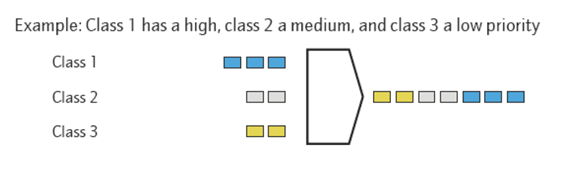 Example: Class 1 has a high, class 2 a medium, and class 3 a low priority
Class 1
Class 2
Class 3